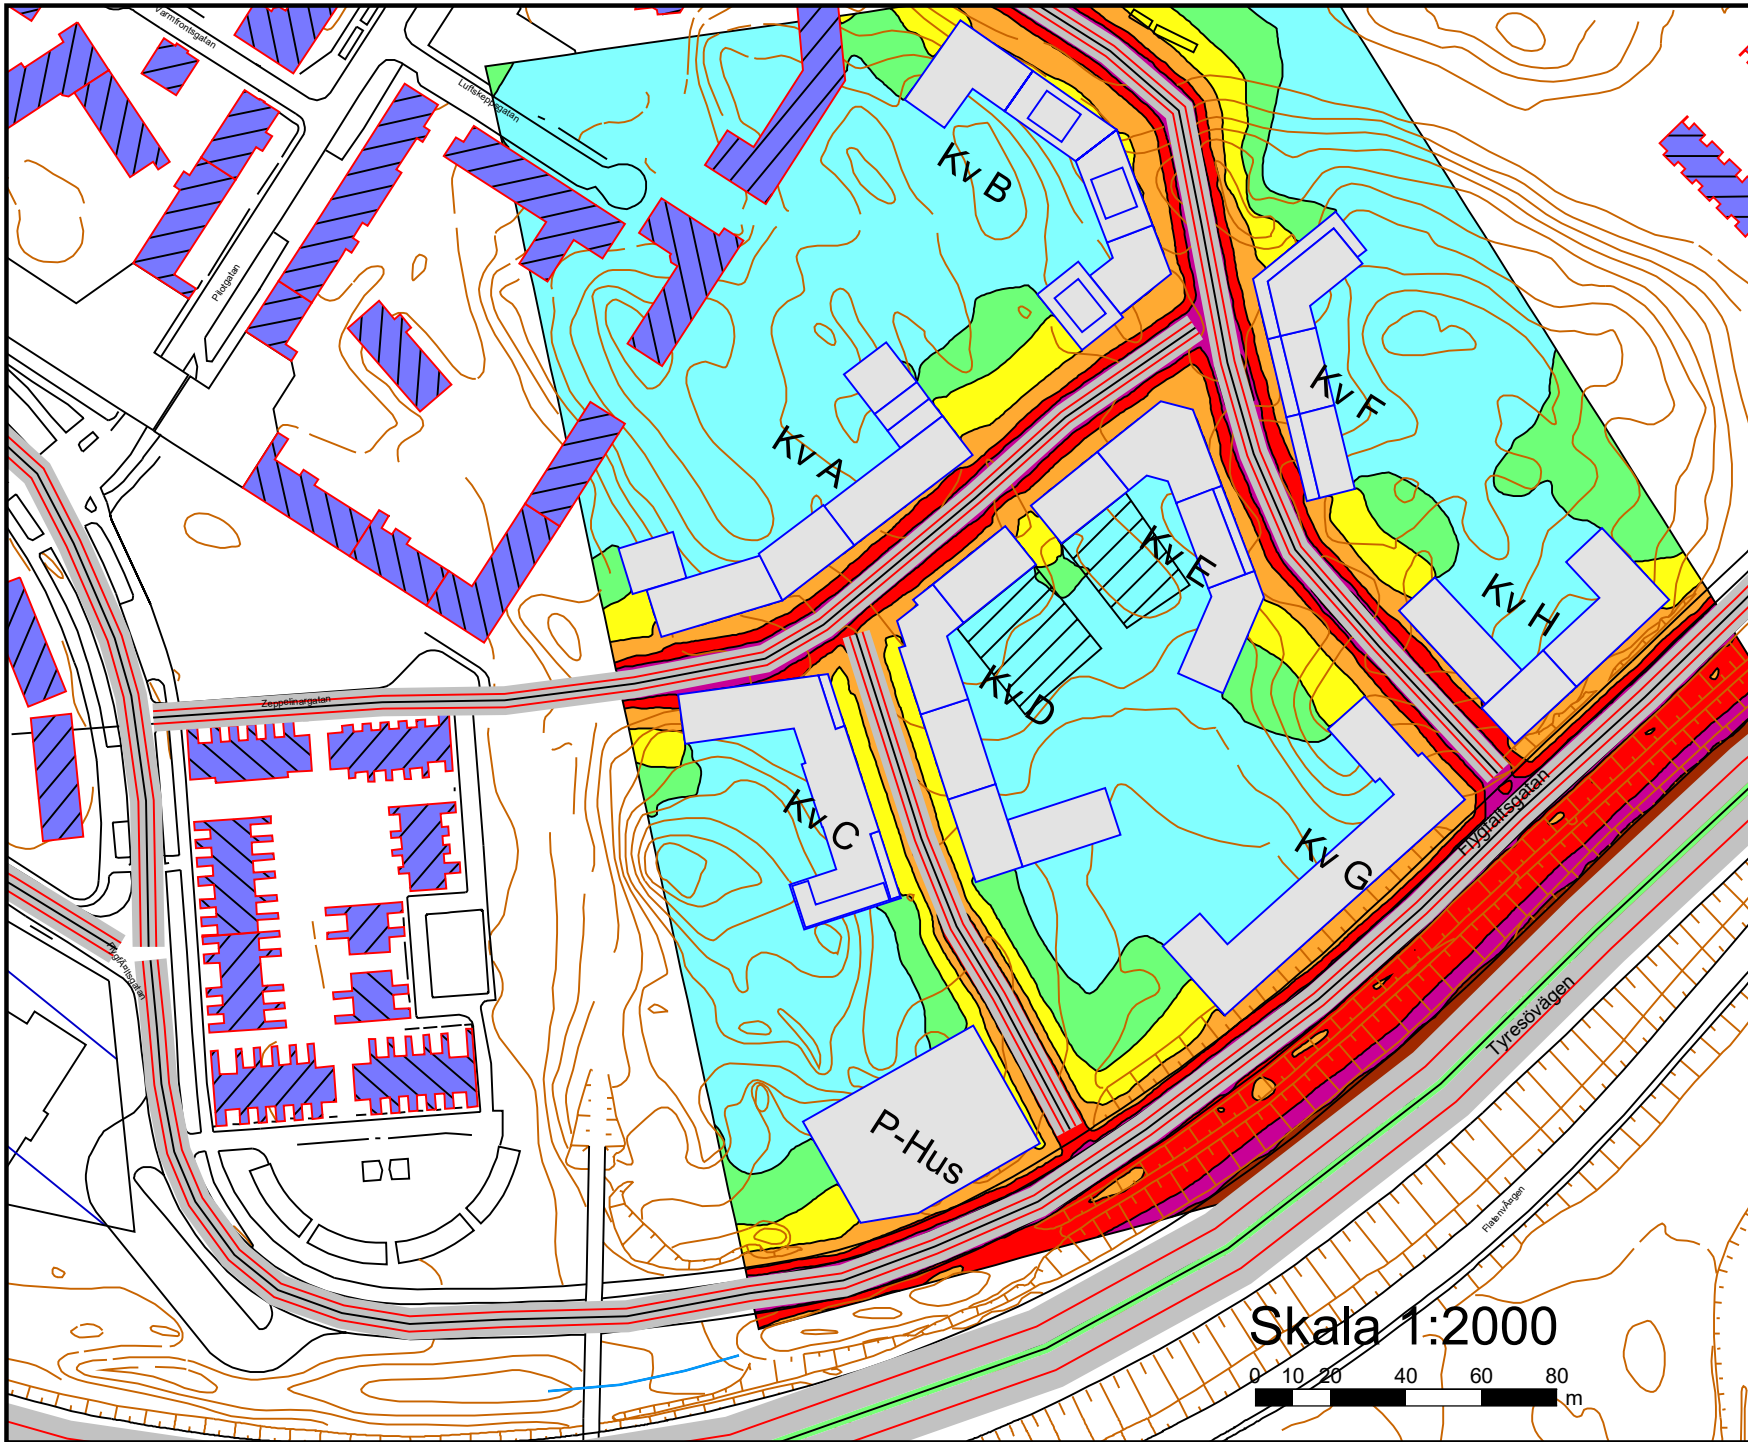 Varmfrontsgatan
Luftskeppsgatan
Pilotgatan
Kv B
Kv F
Kv A
Kv E
Kv H
Kv D
Zeppelinargatan
Kv C
Kv G
Flygfältsgatan
Tyresövägen
P-Hus
Skala 1:2000
0 10 20 40 60 80
m